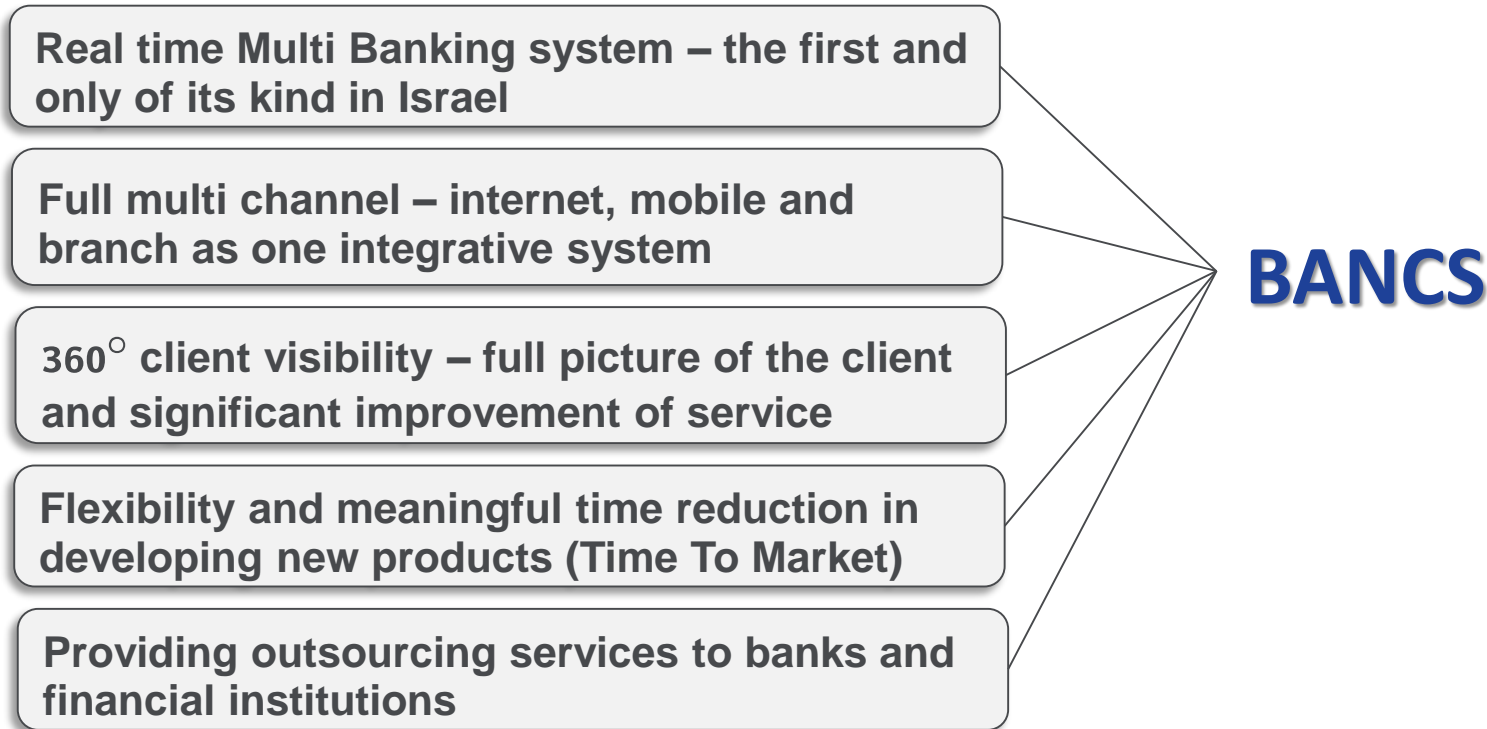 Real time Multi Banking system – the first and
only of its kind in Israel
Full multi channel – internet, mobile and
branch as one integrative system
BANCS
360° client visibility – full picture of the client
and significant improvement of service
Flexibility and meaningful time reduction in
developing new products (Time To Market)
Providing outsourcing services to banks and
financial institutions